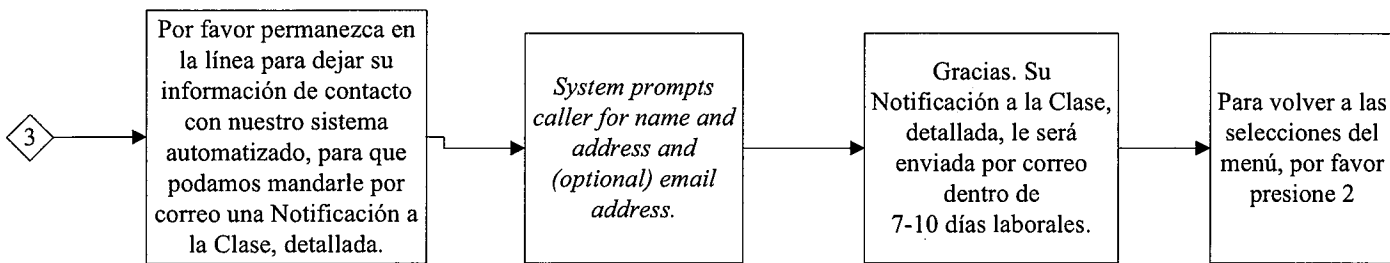 3
Por favor permanezca en
la línea para dejar su
información de contacto
con nuestro sistema
automatizado, para que
podamos mandarle por
correo una Notificación a
la Clase, detallada.
System prompts
caller for name and
address and
(optional) email
address.
Gracias. Su
Notificación a la Clase,
detallada, le será
enviada por correo
dentro de
7-10 días laborales.
Para volver a las
selecciones del
menú, por favor
presione 2